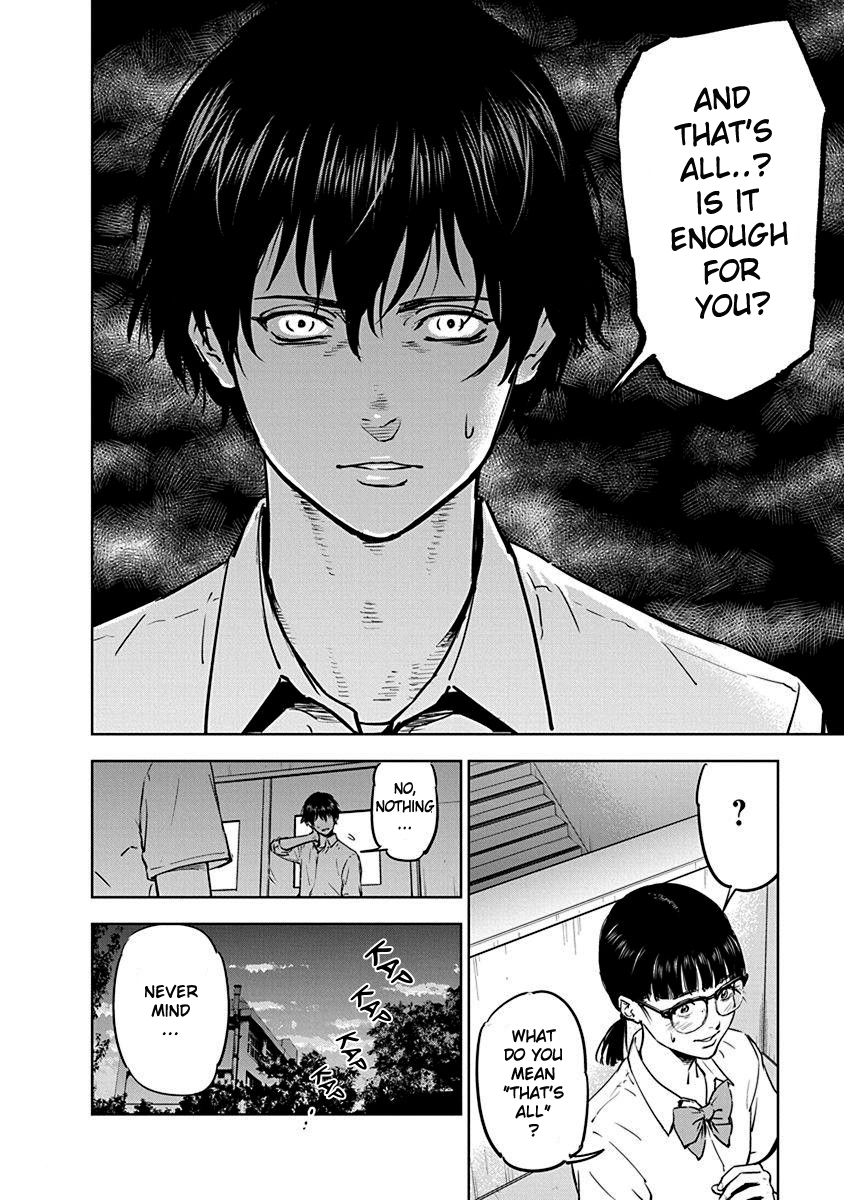 AND
THAT'S
ALL..?
IS IT
ENOUGH
FOR
YOU?
?
WHAT
DO YOU
MEAN
"THAT'S
ALL"
?
NO,
NOTHING
...
NEVER
MIND
...
KAP
KAP
KAP
KAP